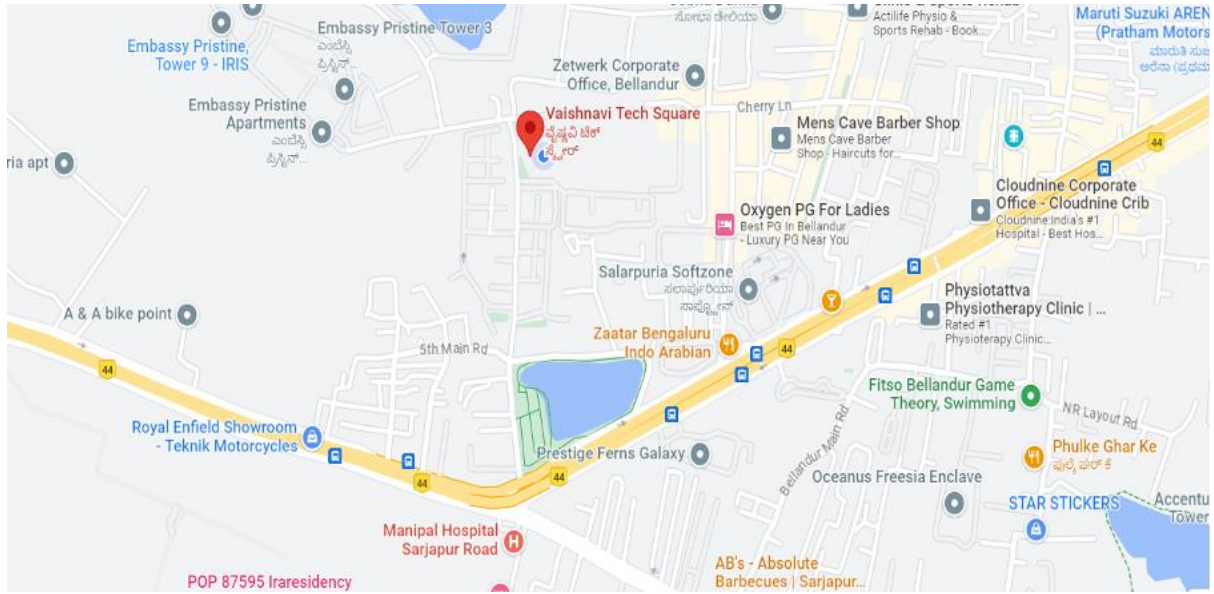 Actilife Physio &
Sports Rehab - Book...
Maruti Suzuki AREN
(Pratham Motors
Embassy Pristine Tower 3
ಎಂಬೆಸ್ಸಿ
ಪ್ರಿಸ್ಟಿನ್...
Embassy Pristine,
Tower 9 - IRIS
Zetwerk Corporate
Office, Bellandur
Embassy Pristine
Apartments
ಎಂಬೆಸ್ಸಿ
ಪ್ರಿಸ್ಟಿನ್...
Cherry Ln
Vaishnavi Tech Square
ವೈಷ್ಣವಿ ಟೆಕ್
ಸ್ಕ್ವೇರ್
Mens Cave Barber Shop
Mens Cave Barber
Shop - Haircuts for...
44
ria apt
Cloudnine Corporate
Office - Cloudnine Crib
Cloudnine:India's #1
Hospital - Best Hos...
Oxygen PG For Ladies
Best PG In Bellandur
- Luxury PG Near You
Salarpuria Softzone
ಸಲಾರ್ಪುರಿಯಾ
ಸಾಫ್ಟ್ಜೋನ್
Physiotattva
Physiotherapy Clinic | ...
Rated #1
Physioterapy Clinic...
A & A bike point
Zaatar Bengaluru
Indo Arabian
5th Main Rd
44
44
Fitso Bellandur Game
Theory, Swimming
NR Layout Rd
Royal Enfield Showroom
- Teknik Motorcycles
Bellandur Main Rd
Phulke Ghar Ke
Prestige Ferns Galaxy
Oceanus Freesia Enclave
44
44
STAR STICKERS
Accentu
Tower
Manipal Hospital
Sarjapur Road
H
AB's - Absolute
Barbecues | Sarjapur...
POP 87595 Iraresidency